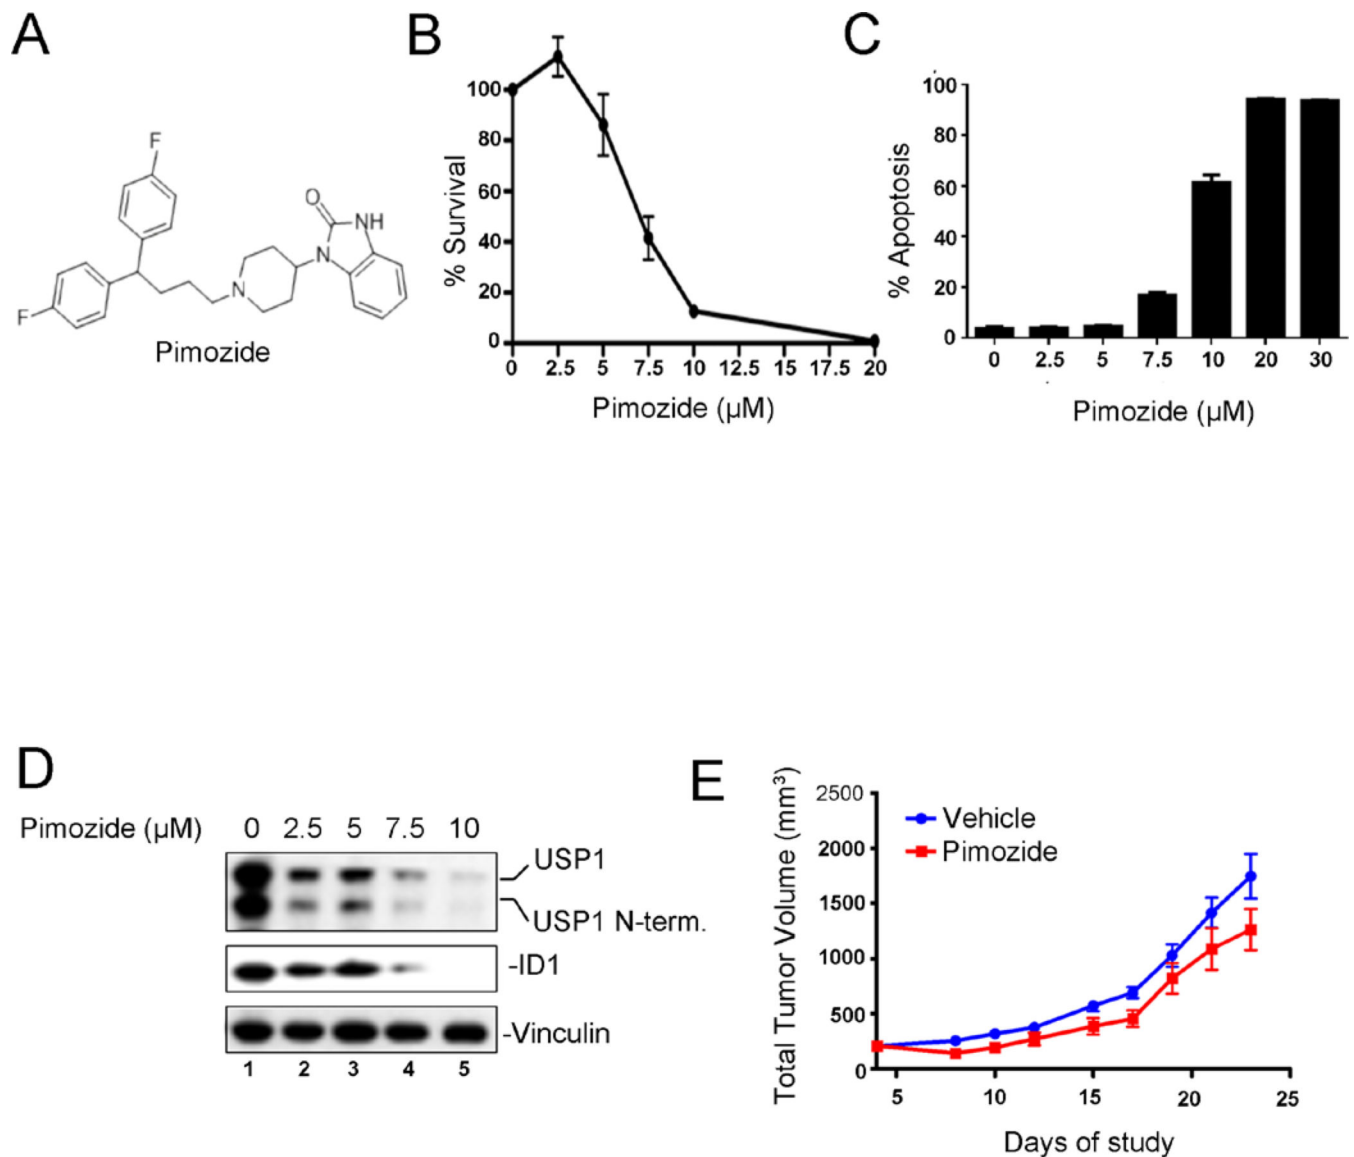 A
F
F
N
O
N
NH
Pimozide
B
% Survival
100
80
60
40
20
0
0 2.5 5 7.5 10 12.5 15 17.5 20
Pimozide (µM)
C
% Apoptosis
100
80
60
40
20
0
0 2.5 5 7.5 10 20 30
Pimozide (µM)
D
Pimozide (µM) 0 2.5 5 7.5 10
USP1
USP1 N-term.
-ID1
-Vinculin
1 2 3 4 5
E
Total Tumor Volume (mm³)
2500
2000
1500
1000
500
0
Vehicle
Pimozide
5 10 15 20 25
Days of study